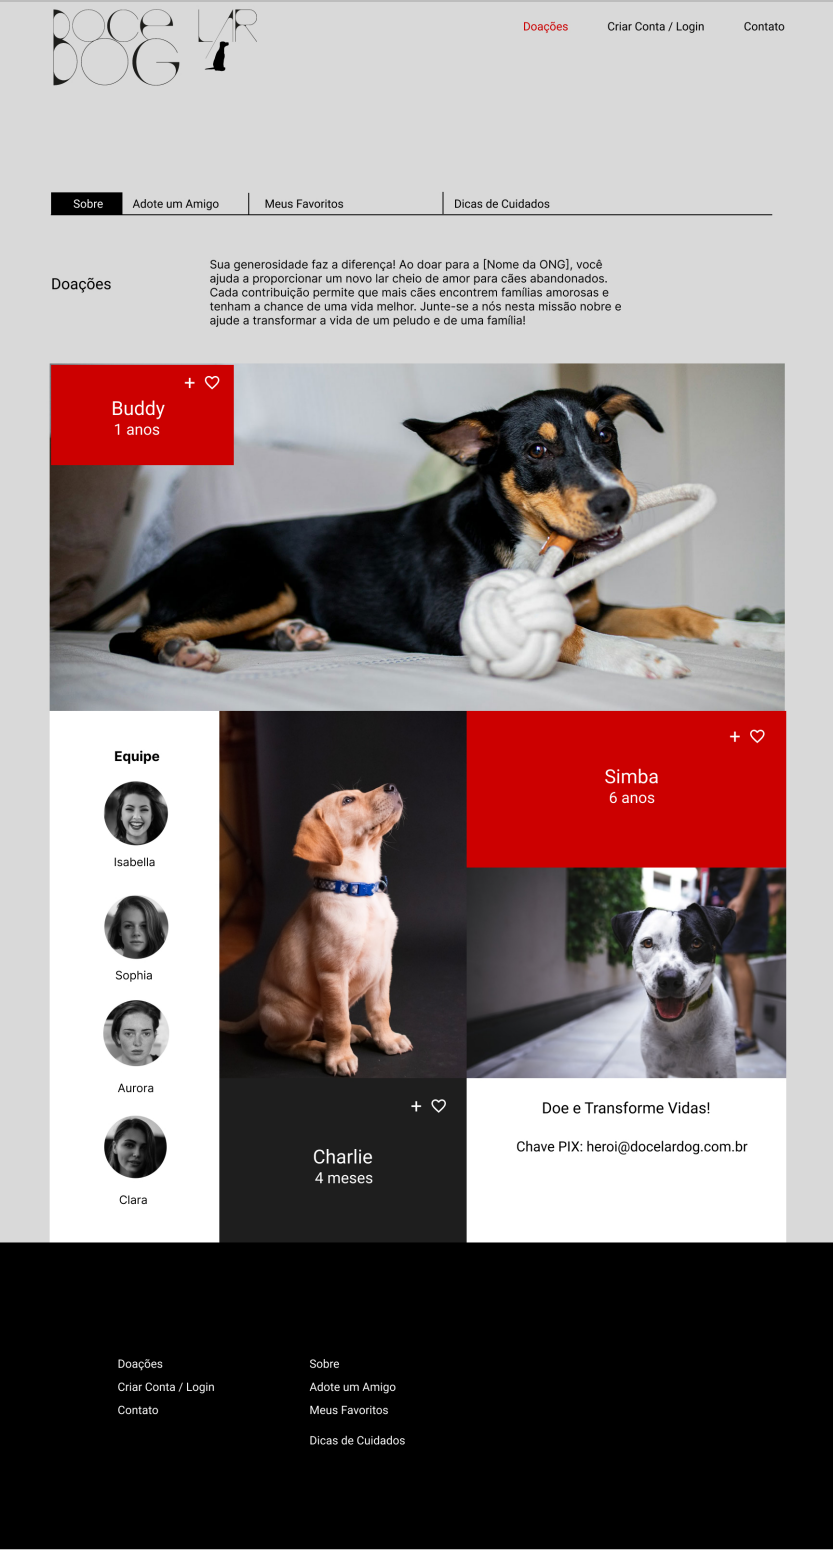 DOCE LAR
DOG
Doações
Criar Conta / Login
Contato
Sobre
Adote um Amigo
Meus Favoritos
Dicas de Cuidados
Doações
Sua generosidade faz a diferença! Ao doar para a [Nome da ONG], você
ajuda a proporcionar um novo lar cheio de amor para cães abandonados.
Cada contribuição permite que mais cães encontrem famílias amorosas e
tenham a chance de uma vida melhor. Junte-se a nós nesta missão nobre e
ajude a transformar a vida de um peludo e de uma família!
Buddy
1 anos
Equipe
Isabella
Sophia
Aurora
Clara
Charlie
4 meses
Simba
6 anos
Doe e Transforme Vidas!
Chave PIX: heroi@docelardog.com.br
Doações
Criar Conta / Login
Contato
Sobre
Adote um Amigo
Meus Favoritos
Dicas de Cuidados